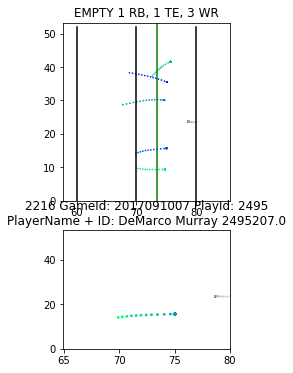 EMPTY 1 RB, 1 TE, 3 WR
50
40
30
20
10
0
60 70 80
2216 GameId: 2017091007 PlayId: 2495
PlayerName + ID: DeMarco Murray 2495207.0
40
20
0
65 70 75 80